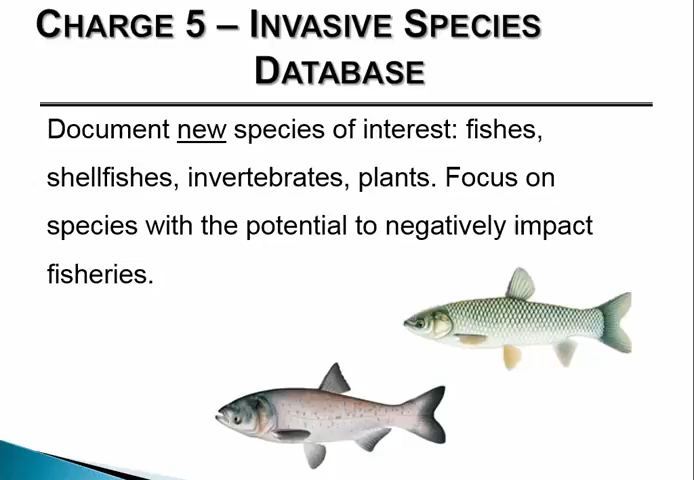 CHARGE 5 – INVASIVE SPECIES
DATABASE
Document new species of interest: fishes,
shellfishes, invertebrates, plants. Focus on
species with the potential to negatively impact
fisheries.